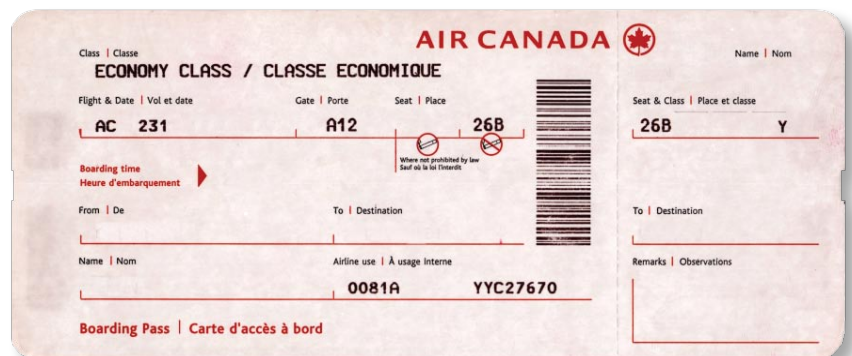 AIR CANADA
Class | Classe
Name | Nom
ECONOMY CLASS / CLASSE ECONOMIQUE
Flight & Date | Vol et date
Gate | Porte
Seat | Place
Seat & Class | Place et classe
AC 231
A12
26B
26B Y
Where not prohibited by law
Sauf où la loi l'interdit
Boarding time
Heure d'embarquement
From | De
To | Destination
To | Destination
Name | Nom
Airline use | À usage interne
Remarks | Observations
0081A YYC27670
Boarding Pass | Carte d'accès à bord